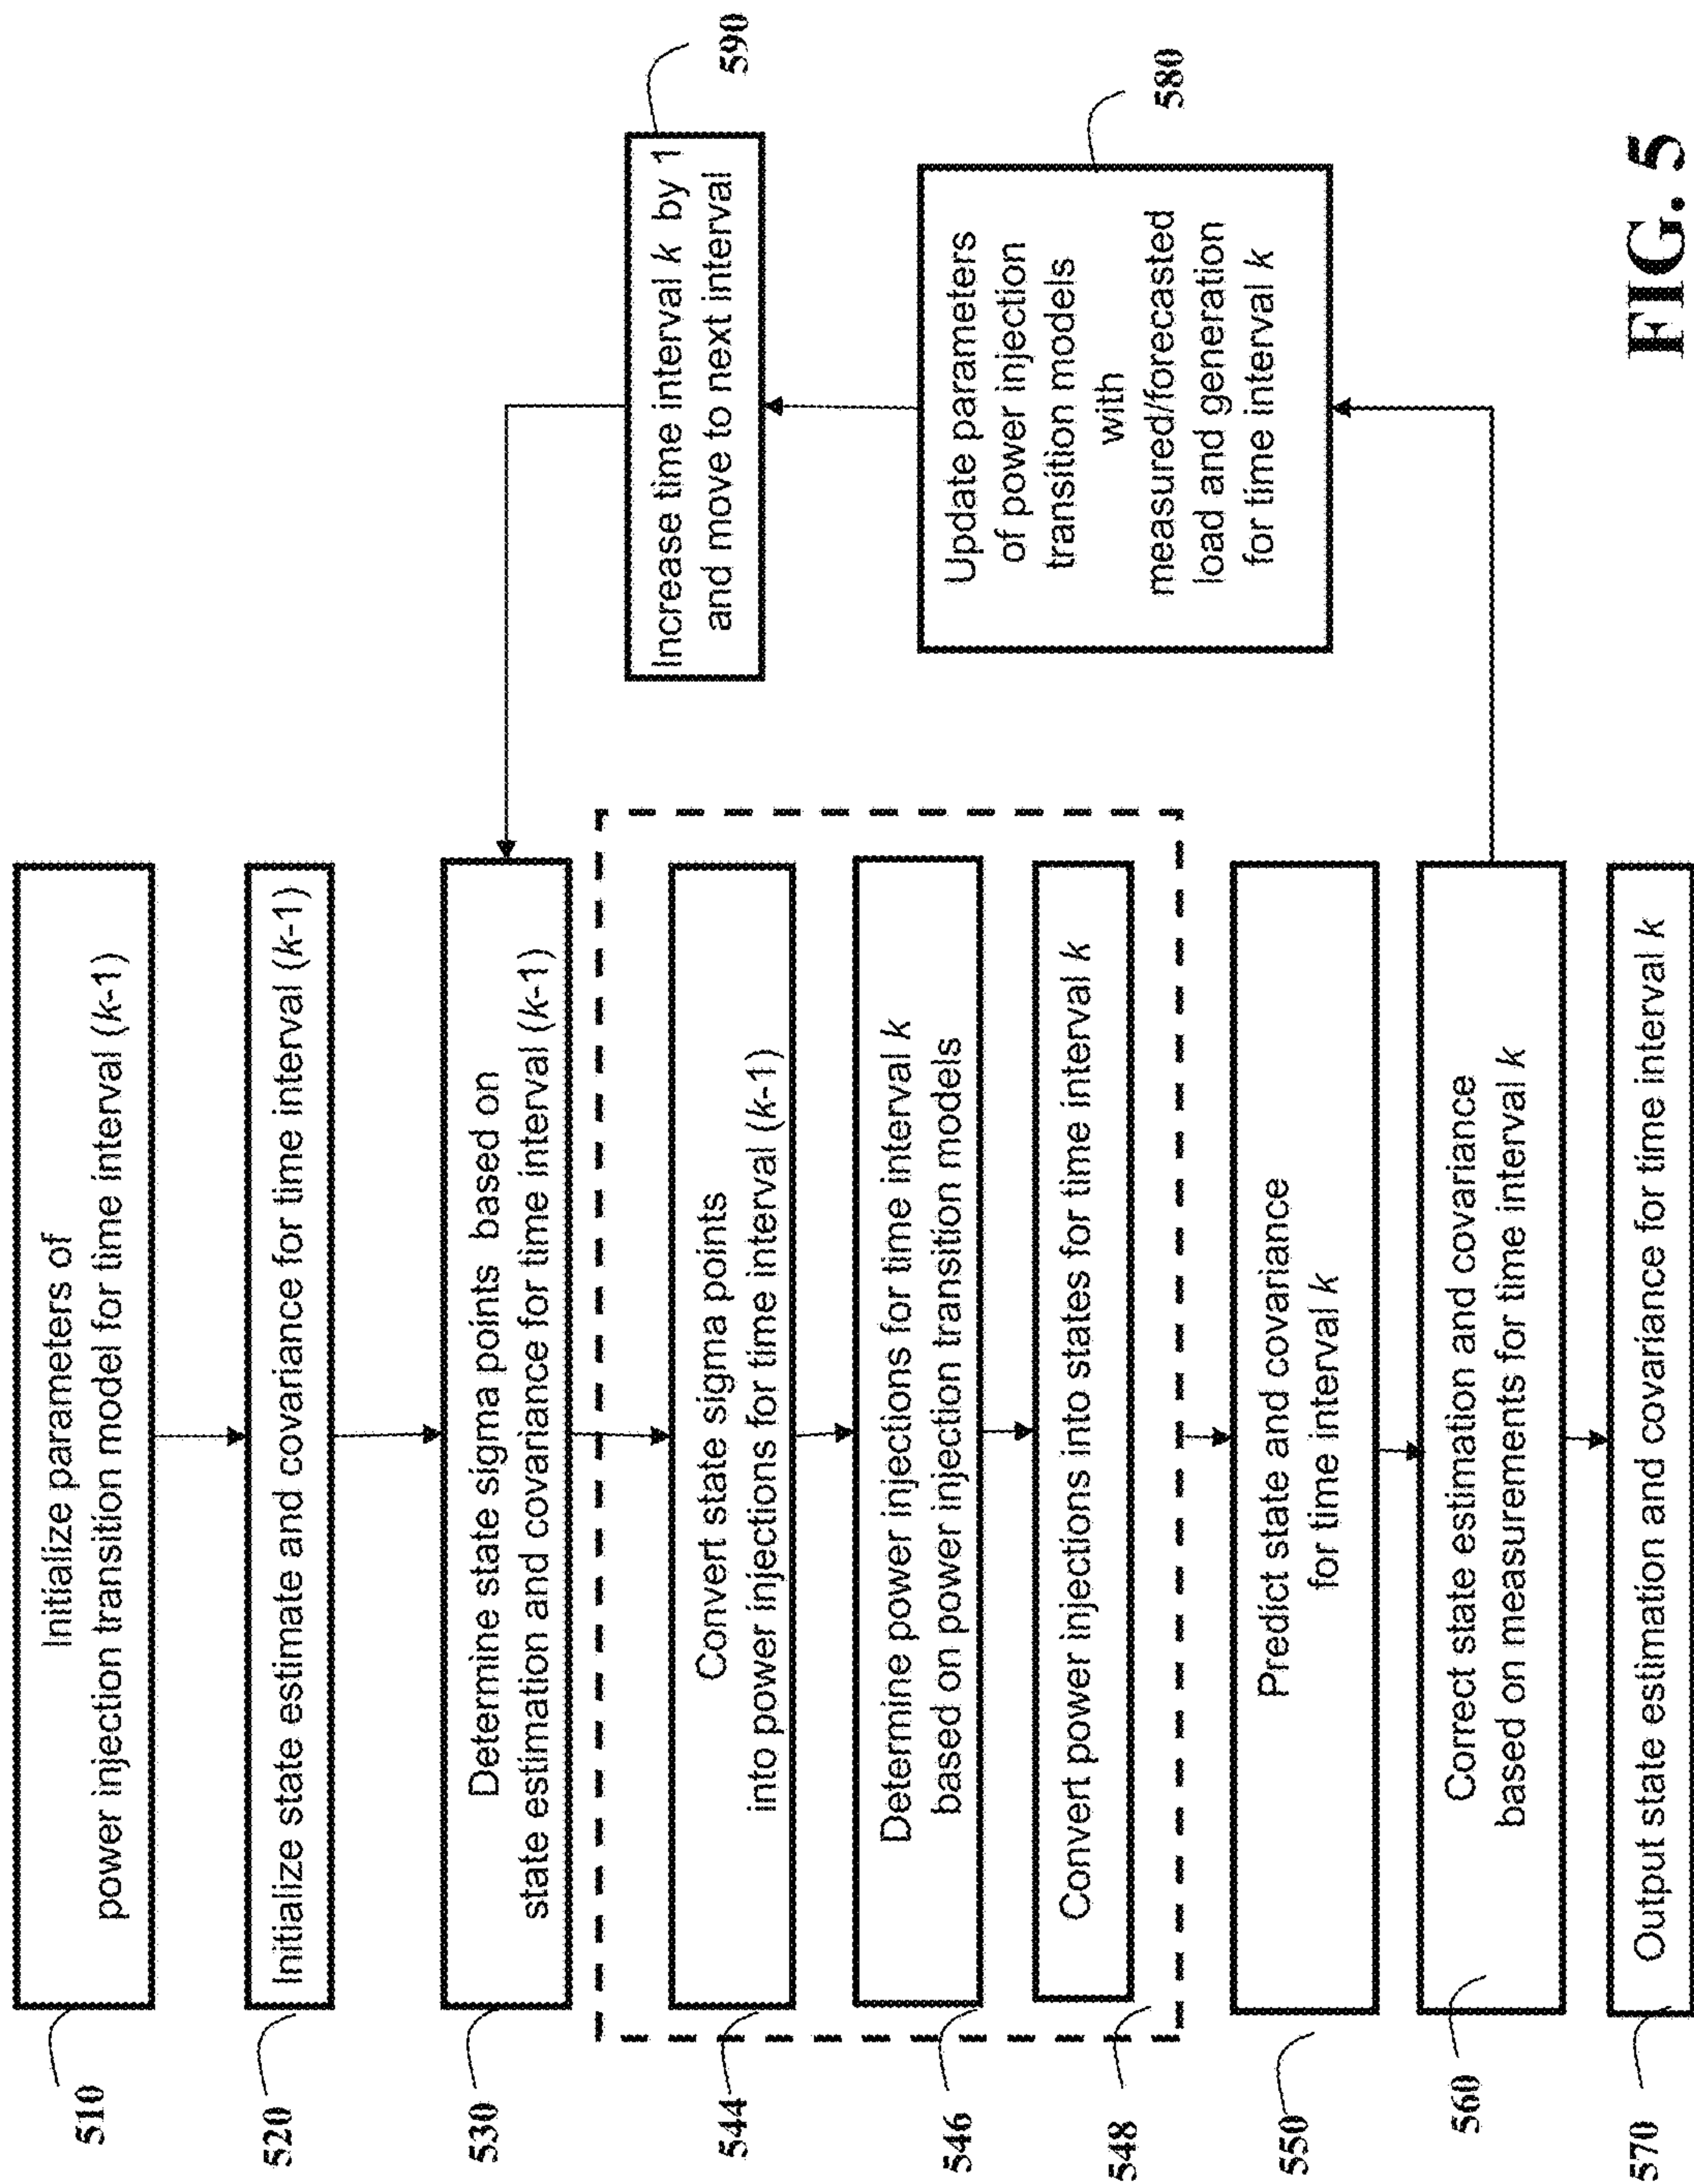 510
Initialize parameters of
power injection transition model for time interval (k-1)
520
Initialize state estimate and covariance for time interval (k-1)
530
Determine state sigma points based on
state estimation and covariance for time interval (k-1)
544
Convert state sigma points
into power injections for time interval (k-1)
546
Determine power injections for time interval k
based on power injection transition models
548
Convert power injections into states for time interval k
550
Predict state and covariance
for time interval k
560
Correct state estimation and covariance
based on measurements for time interval k
570
Output state estimation and covariance for time interval k
590
Increase time interval k by 1
and move to next interval
580
Update parameters
of power injection
transition models
with
measured/forecasted
load and generation
for time interval k
FIG. 5